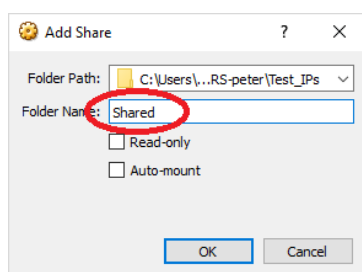 Add Share ? ×
Folder Path: C:\Users\...RS-peter\Test_IPs
Folder Name: Shared
Read-only
Auto-mount
OK Cancel